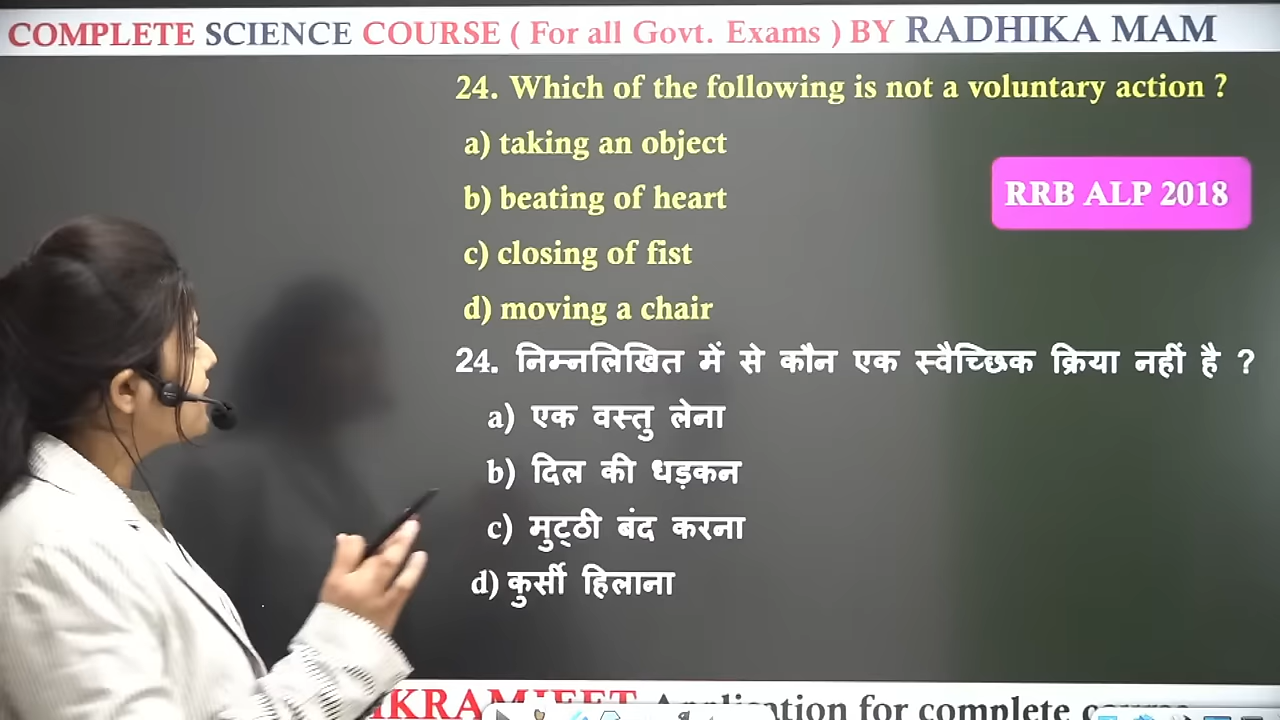 COMPLETE SCIENCE COURSE ( For all Govt. Exams ) BY RADHIKA MAM
24. Which of the following is not a voluntary action ?
a) taking an object
b) beating of heart
RRB ALP 2018
c) closing of fist
d) moving a chair
24. निम्नलिखित में से कौन एक स्वैच्छिक क्रिया नहीं है ?
a) एक वस्तु लेना
b) दिल की धड़कन
c) मुट्ठी बंद करना
d) कुर्सी हिलाना
Application for complete course